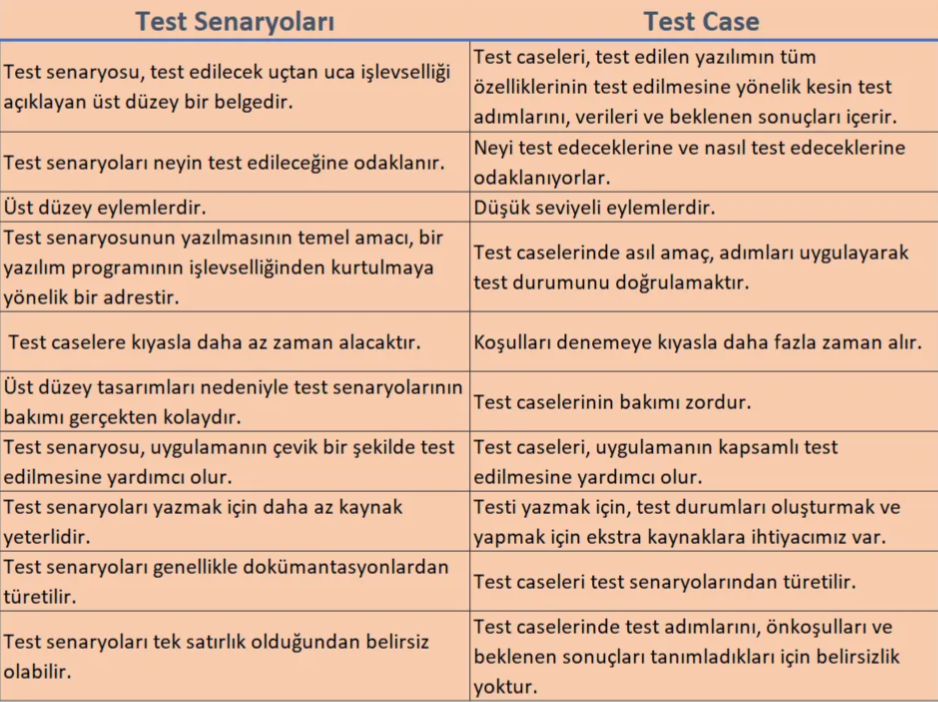 Test Senaryoları
Test Case
Test senaryosu, test edilecek uçtan uca işlevselliği
açıklayan üst düzey bir belgedir.
Test caseleri, test edilen yazılımın tüm
özelliklerinin test edilmesine yönelik kesin test
adımlarını, verileri ve beklenen sonuçları içerir.
Test senaryoları neyin test edileceğine odaklanır.
Neyi test edeceklerine ve nasıl test edeceklerine
odaklanıyorlar.
Üst düzey eylemlerdir.
Düşük seviyeli eylemlerdir.
Test senaryosunun yazılmasının temel amacı, bir
yazılım programının işlevselliğinden kurtulmaya
yönelik bir adrestir.
Test caselerinde asıl amaç, adımları uygulayarak
test durumunu doğrulamaktır.
Test caselere kıyasla daha az zaman alacaktır.
Koşulları denemeye kıyasla daha fazla zaman alır.
Üst düzey tasarımları nedeniyle test senaryolarının
bakımı gerçekten kolaydır.
Test caselerinin bakımı zordur.
Test senaryosu, uygulamanın çevik bir şekilde test
edilmesine yardımcı olur.
Test caseleri, uygulamanın kapsamlı test
edilmesine yardımcı olur.
Test senaryoları yazmak için daha az kaynak
yeterlidir.
Testi yazmak için, test durumları oluşturmak ve
yapmak için ekstra kaynaklara ihtiyacımız var.
Test senaryoları genellikle dokümantasyonlardan
türetilir.
Test caseleri test senaryolarından türetilir.
Test senaryoları tek satırlık olduğundan belirsiz
olabilir.
Test caselerinde test adımlarını, önkoşulları ve
beklenen sonuçları tanımladıkları için belirsizlik
yoktur.